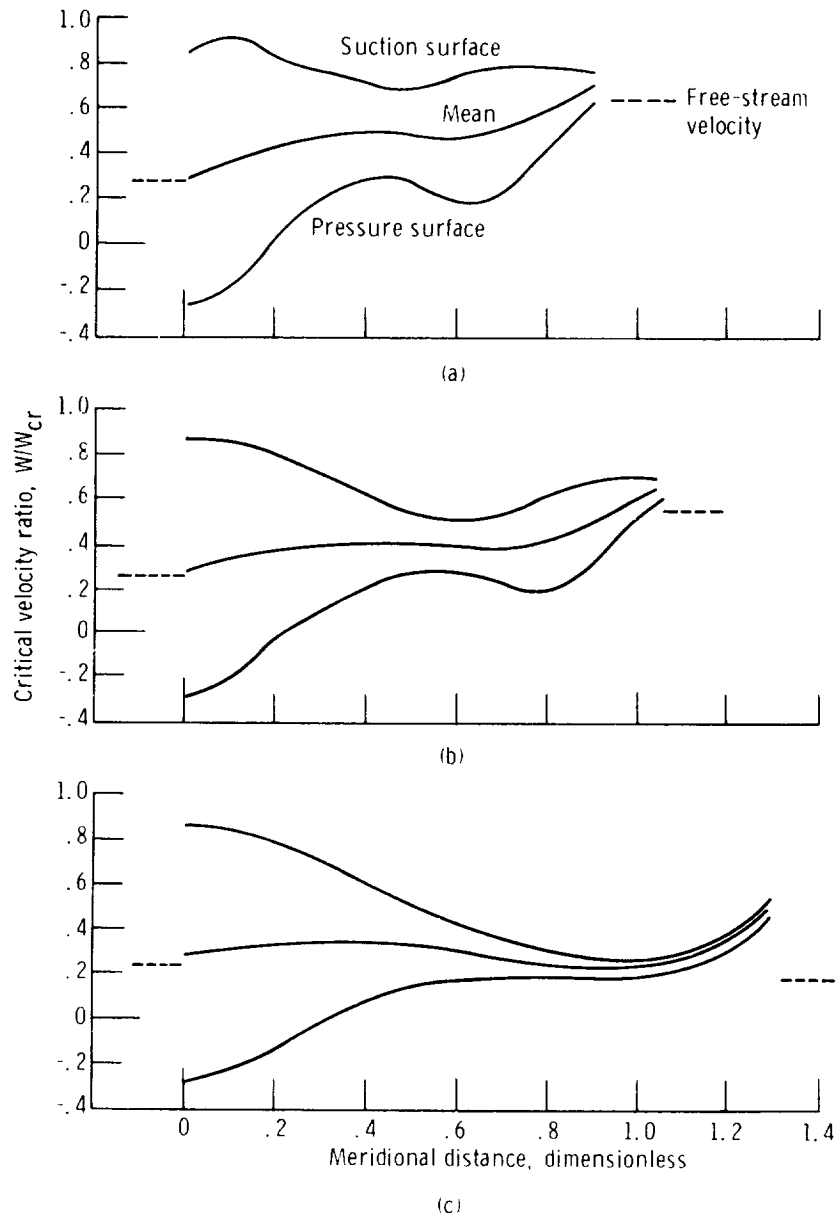 1.0
.8
.6
.4
.2
0
-.2
-.4
Suction surface
Mean
Pressure surface
Free-stream
velocity
(a)
Critical velocity ratio, W/Wcr
1.0
.8
.6
.4
.2
0
-.2
-.4
(b)
1.0
.8
.6
.4
.2
0
-.2
-.4
0 .2 .4 .6 .8 1.0 1.2 1.4
Meridional distance, dimensionless
(c)